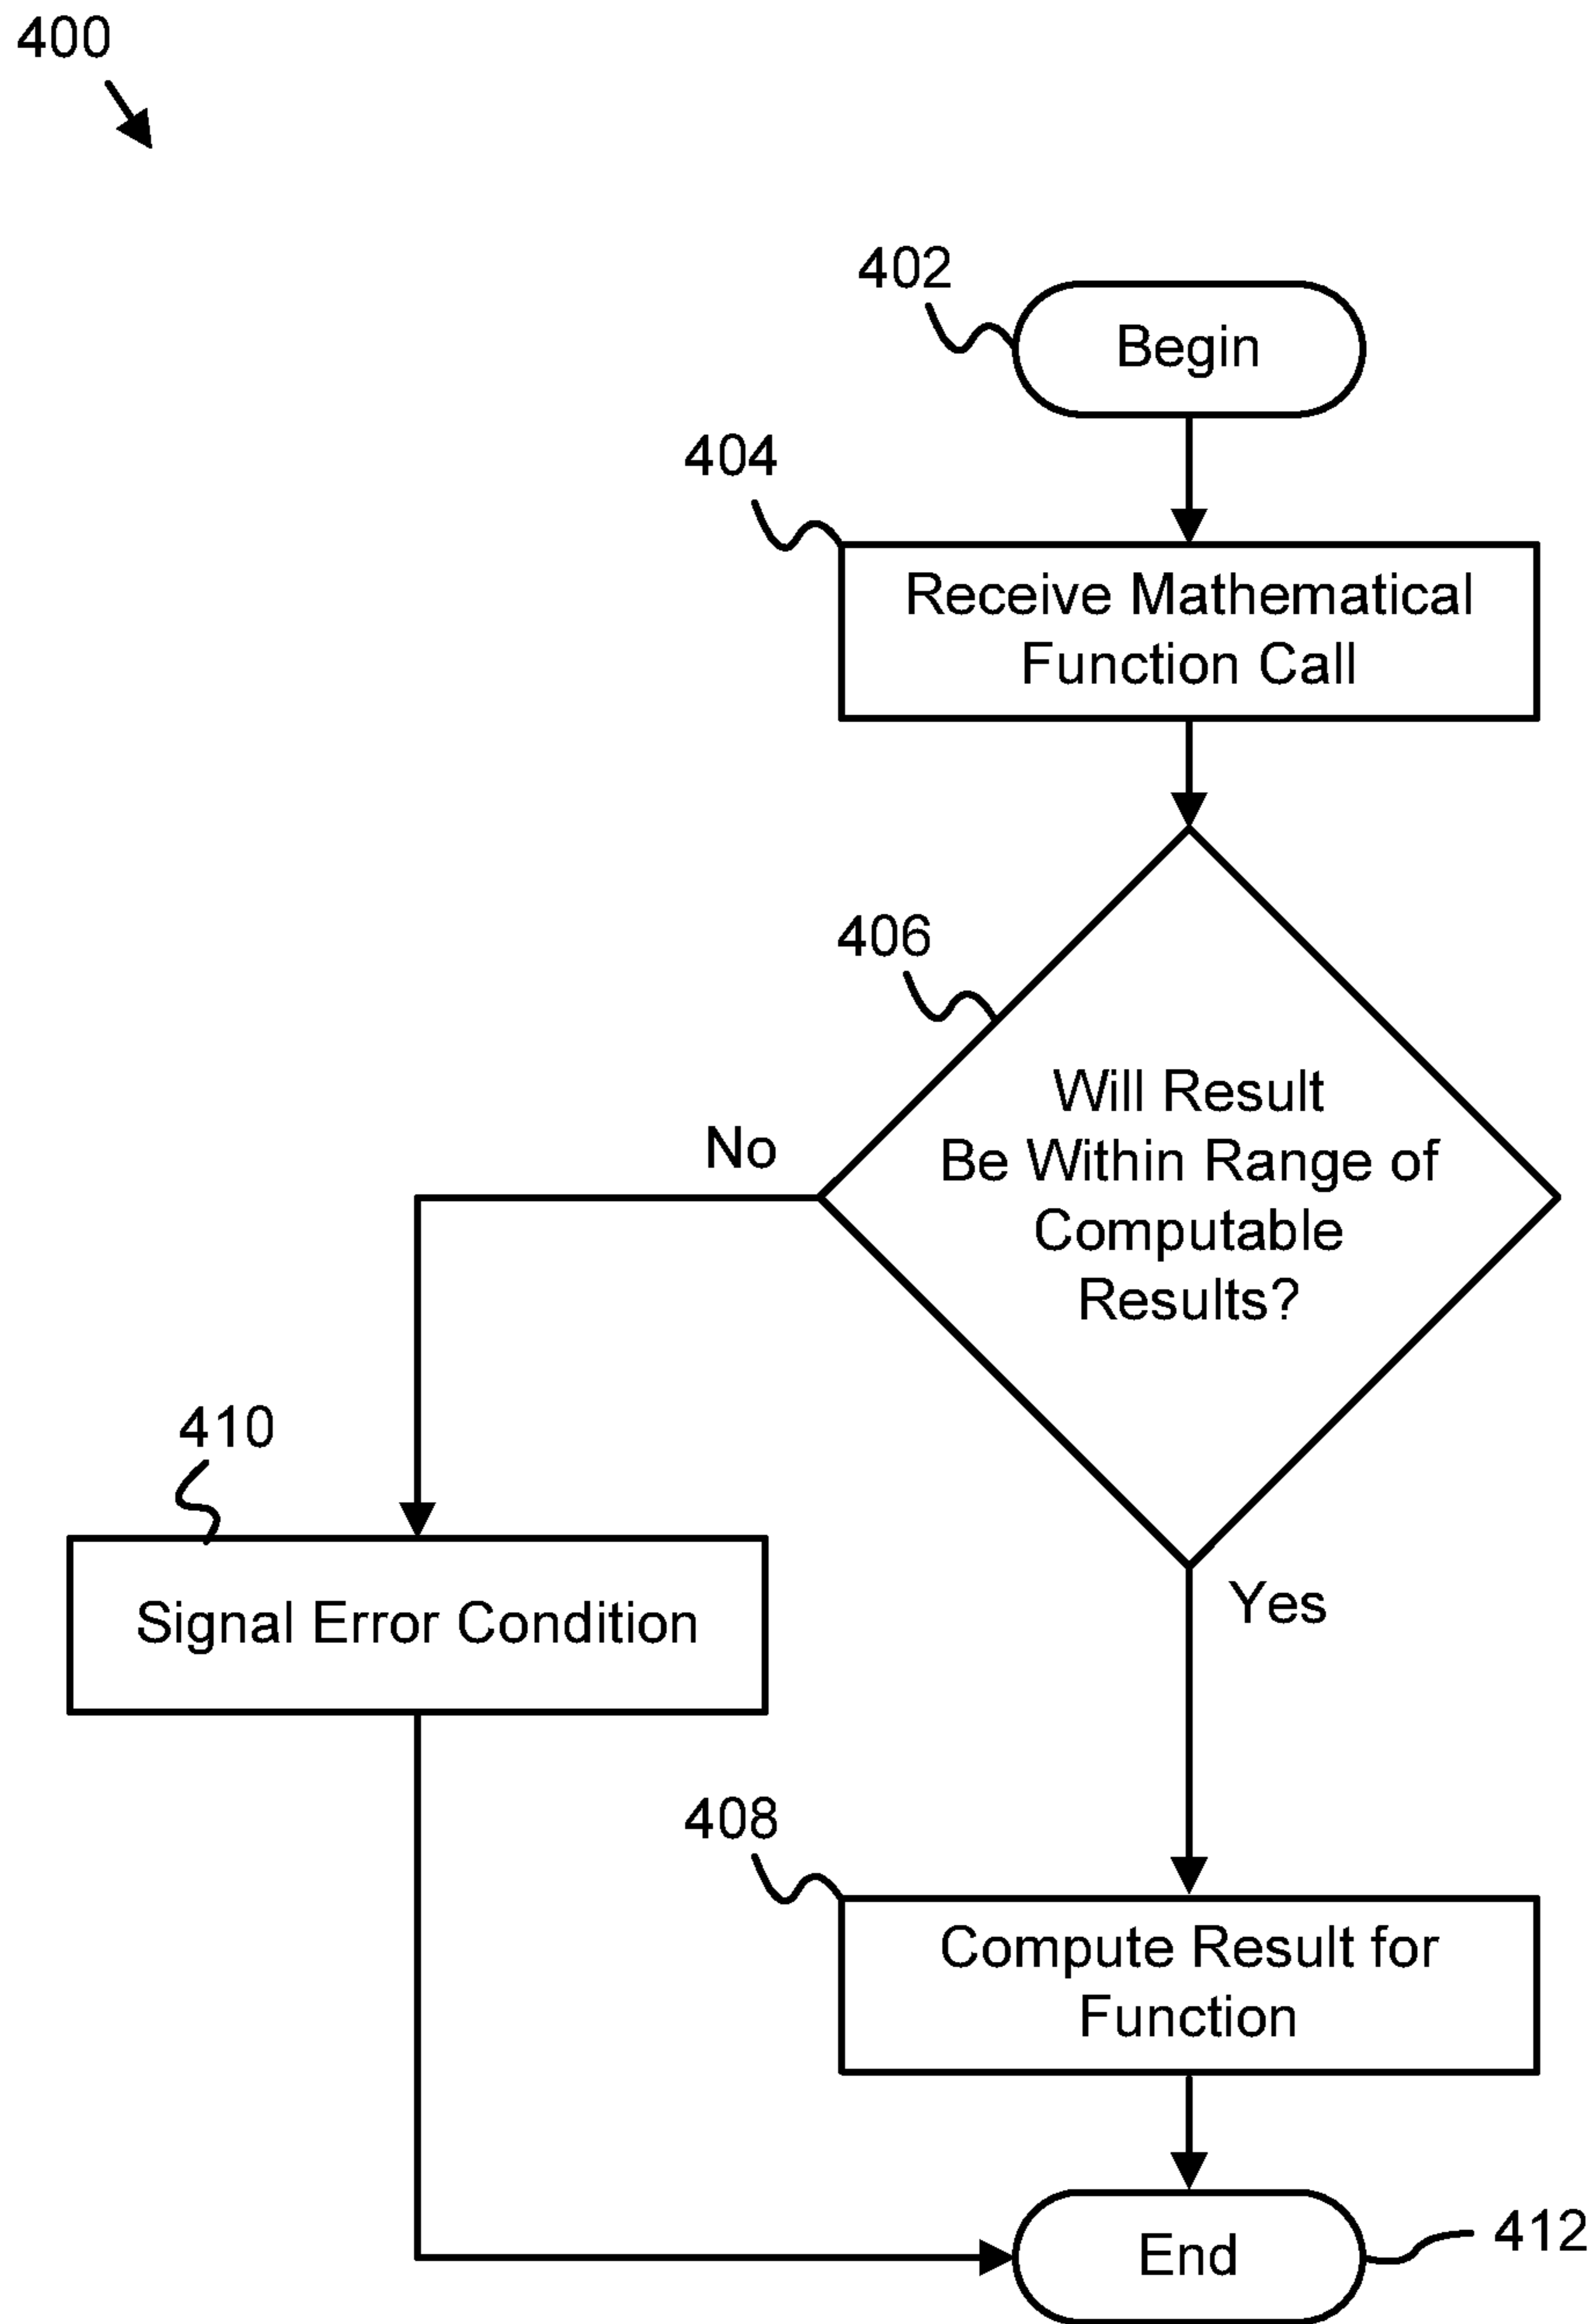 400
402
Begin
404
Receive Mathematical
Function Call
406
Will Result
Be Within Range of
Computable
Results?
No
410
Signal Error Condition
Yes
408
Compute Result for
Function
End
412